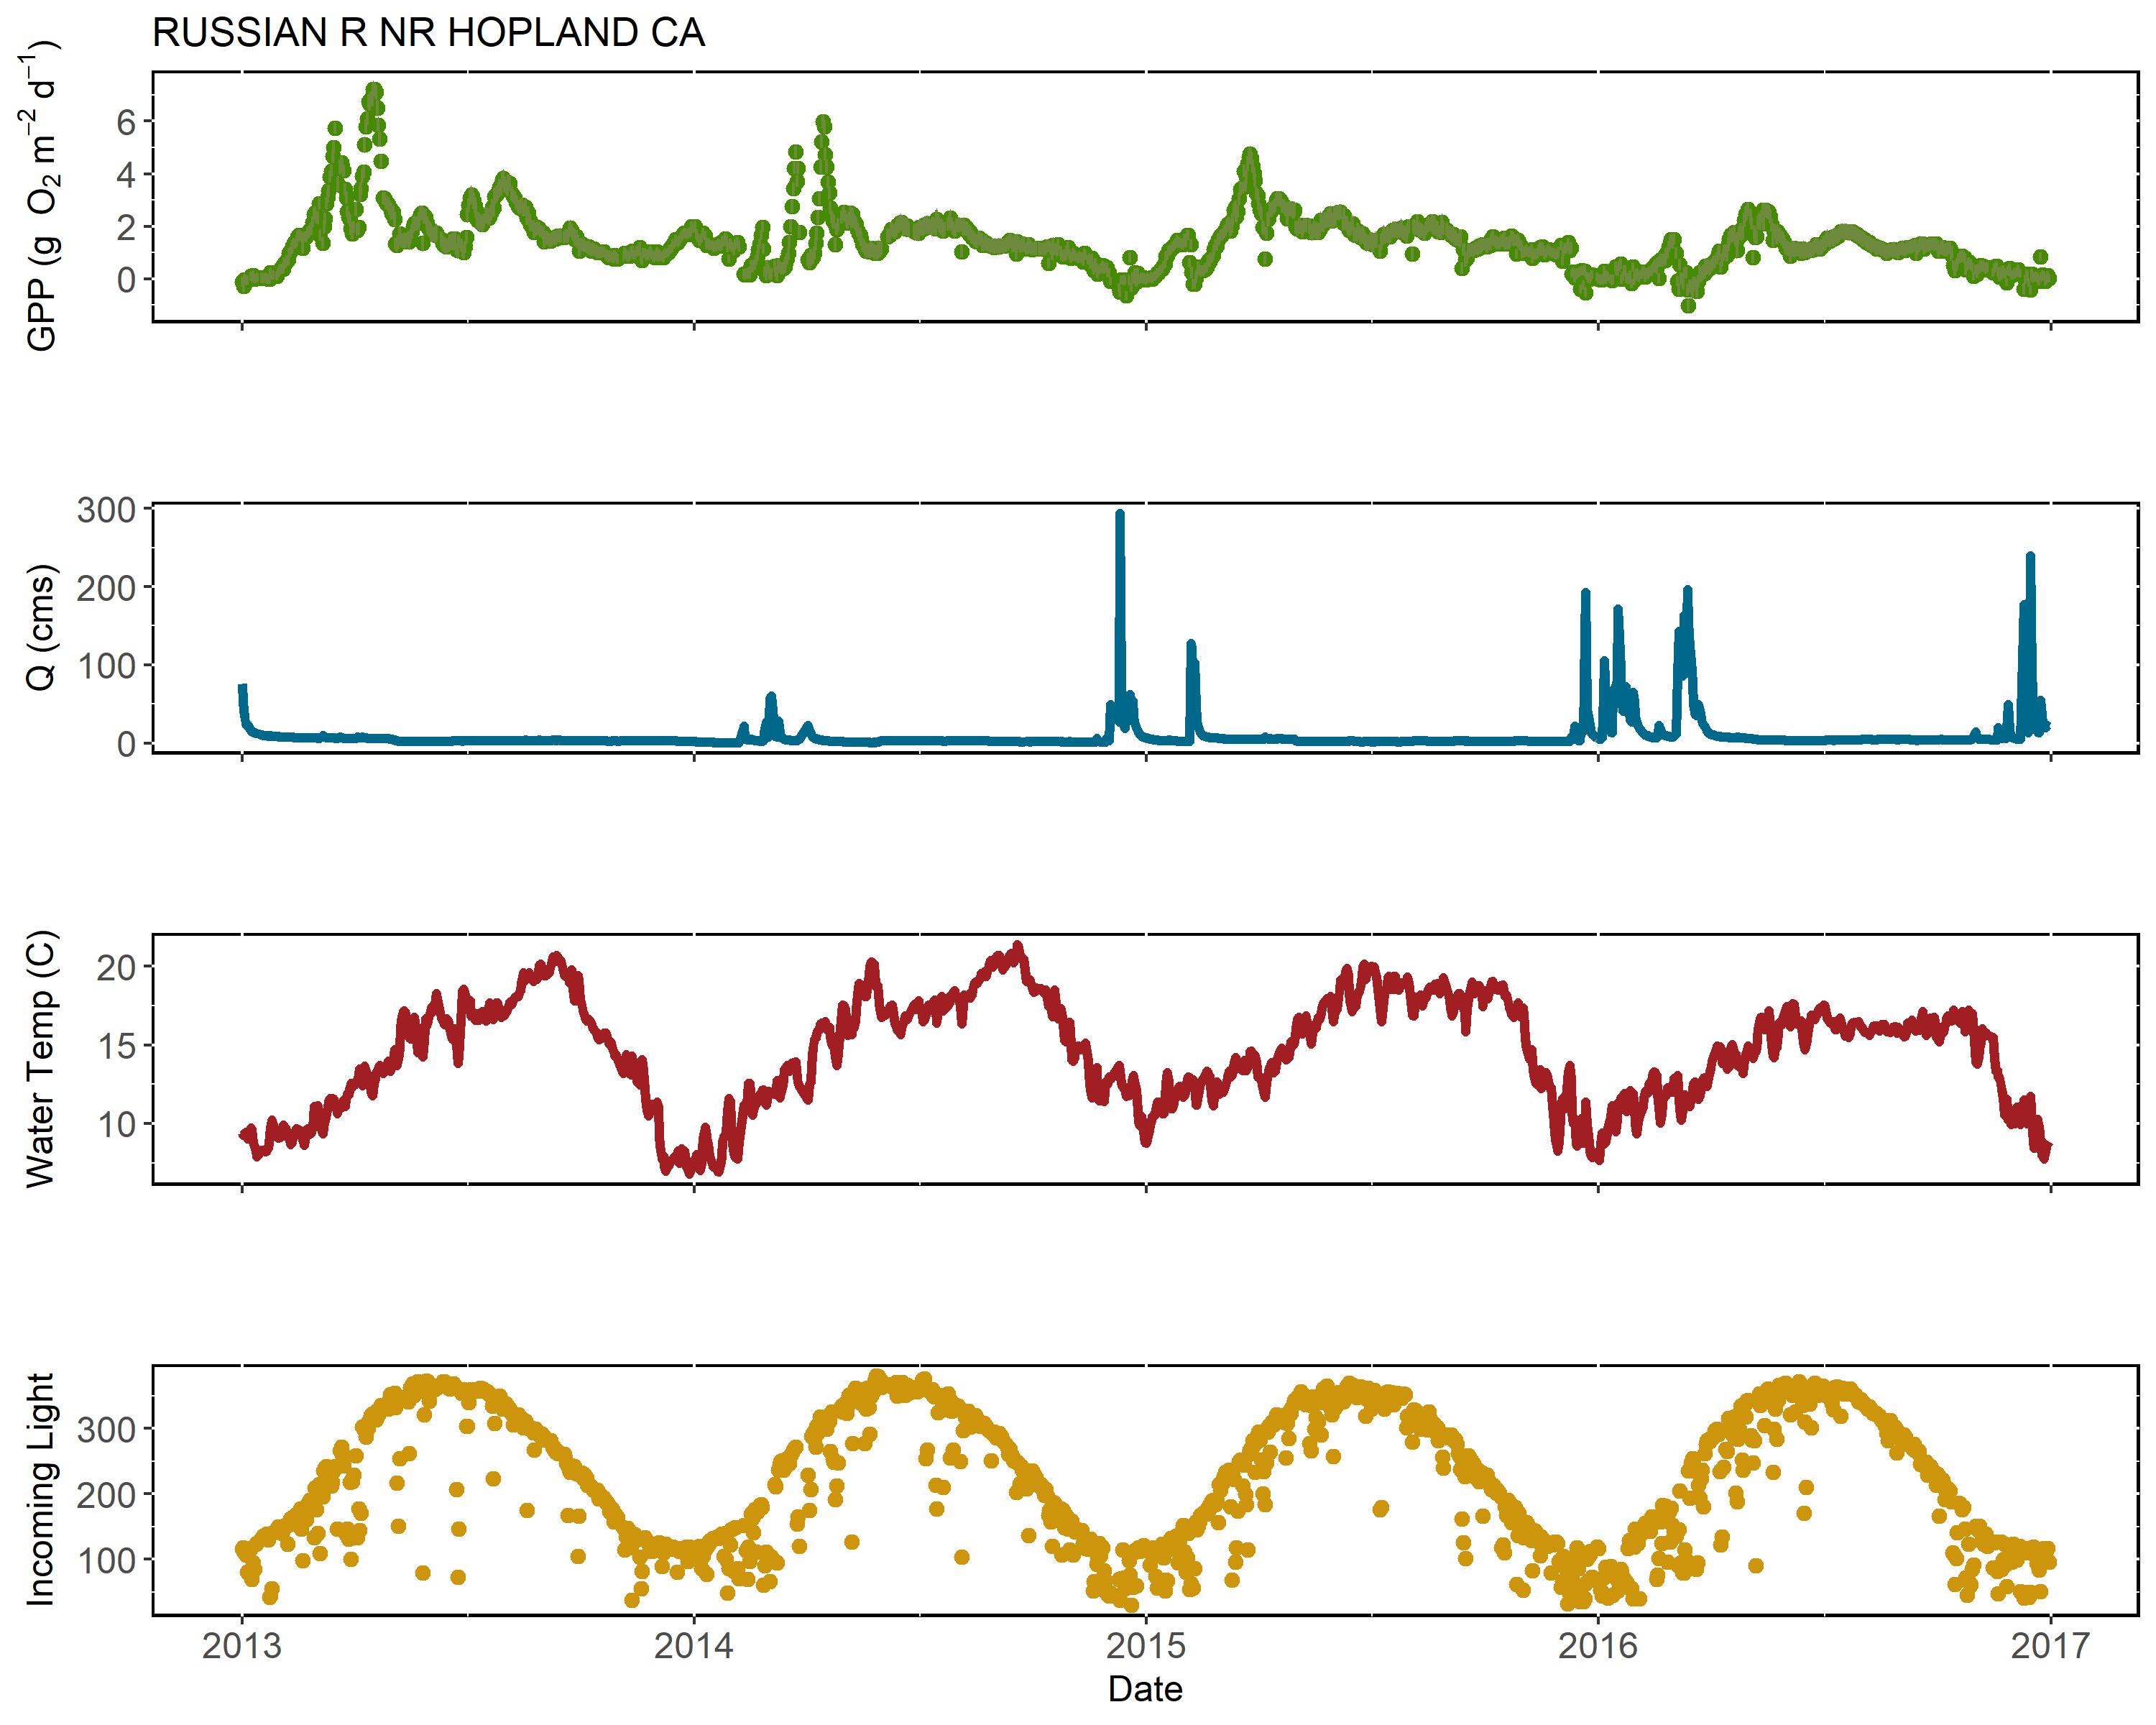 RUSSIAN R NR HOPLAND CA
GPP (g O₂ m⁻² d⁻¹)
6
4
2
0
Q (cms)
300
200
100
0
Water Temp (C)
20
15
10
Incoming Light
300
200
100
2013 2014 2015 2016 2017
Date